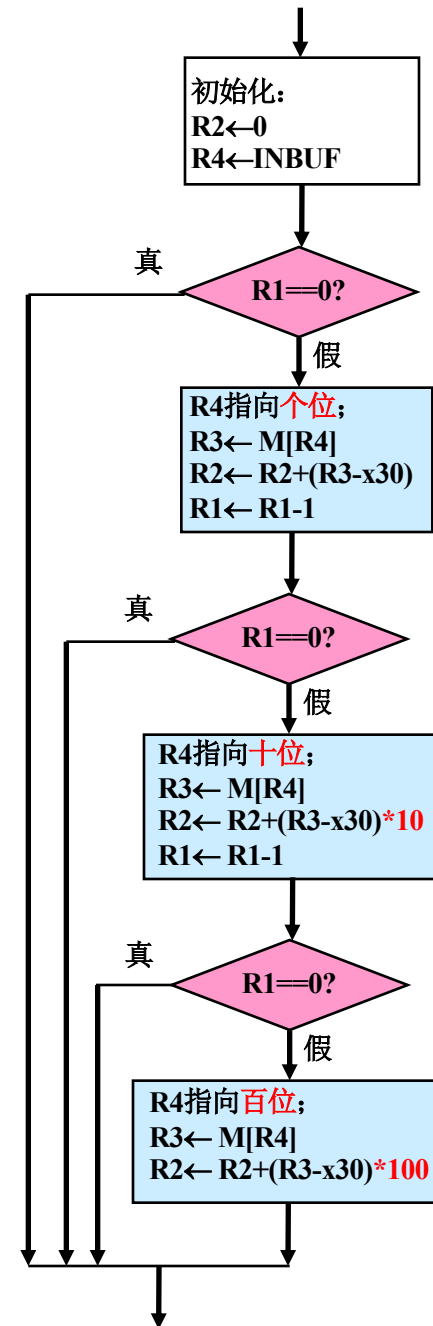 初始化：
R2←0
R4←INBUF
真
R1==0?
假
R4指向个位；
R3← M[R4]
R2← R2+(R3-x30)
R1← R1-1
真
R1==0?
假
R4指向十位；
R3← M[R4]
R2← R2+(R3-x30)*10
R1← R1-1
真
R1==0?
假
R4指向百位；
R3← M[R4]
R2← R2+(R3-x30)*100